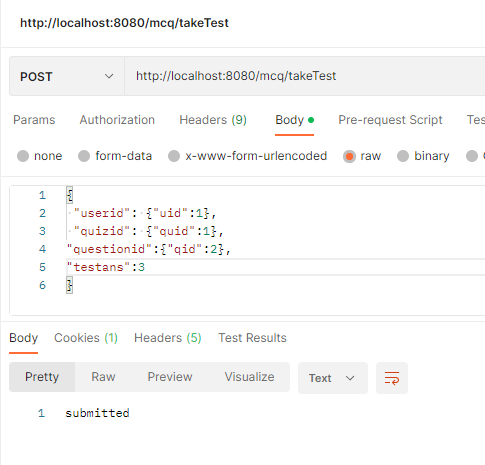 http://localhost:8080/mcq/takeTest
POST http://localhost:8080/mcq/takeTest
Params Authorization Headers (9) Body Pre-request Script
none form-data x-www-form-urlencoded raw binary
1 {
2 "userid": {"uid":1},
3 "quizid": {"quid":1},
4 "questionid":{"qid":2},
5 "testans":3
6 }
Body Cookies (1) Headers (5) Test Results
Pretty Raw Preview Visualize Text
1 submitted